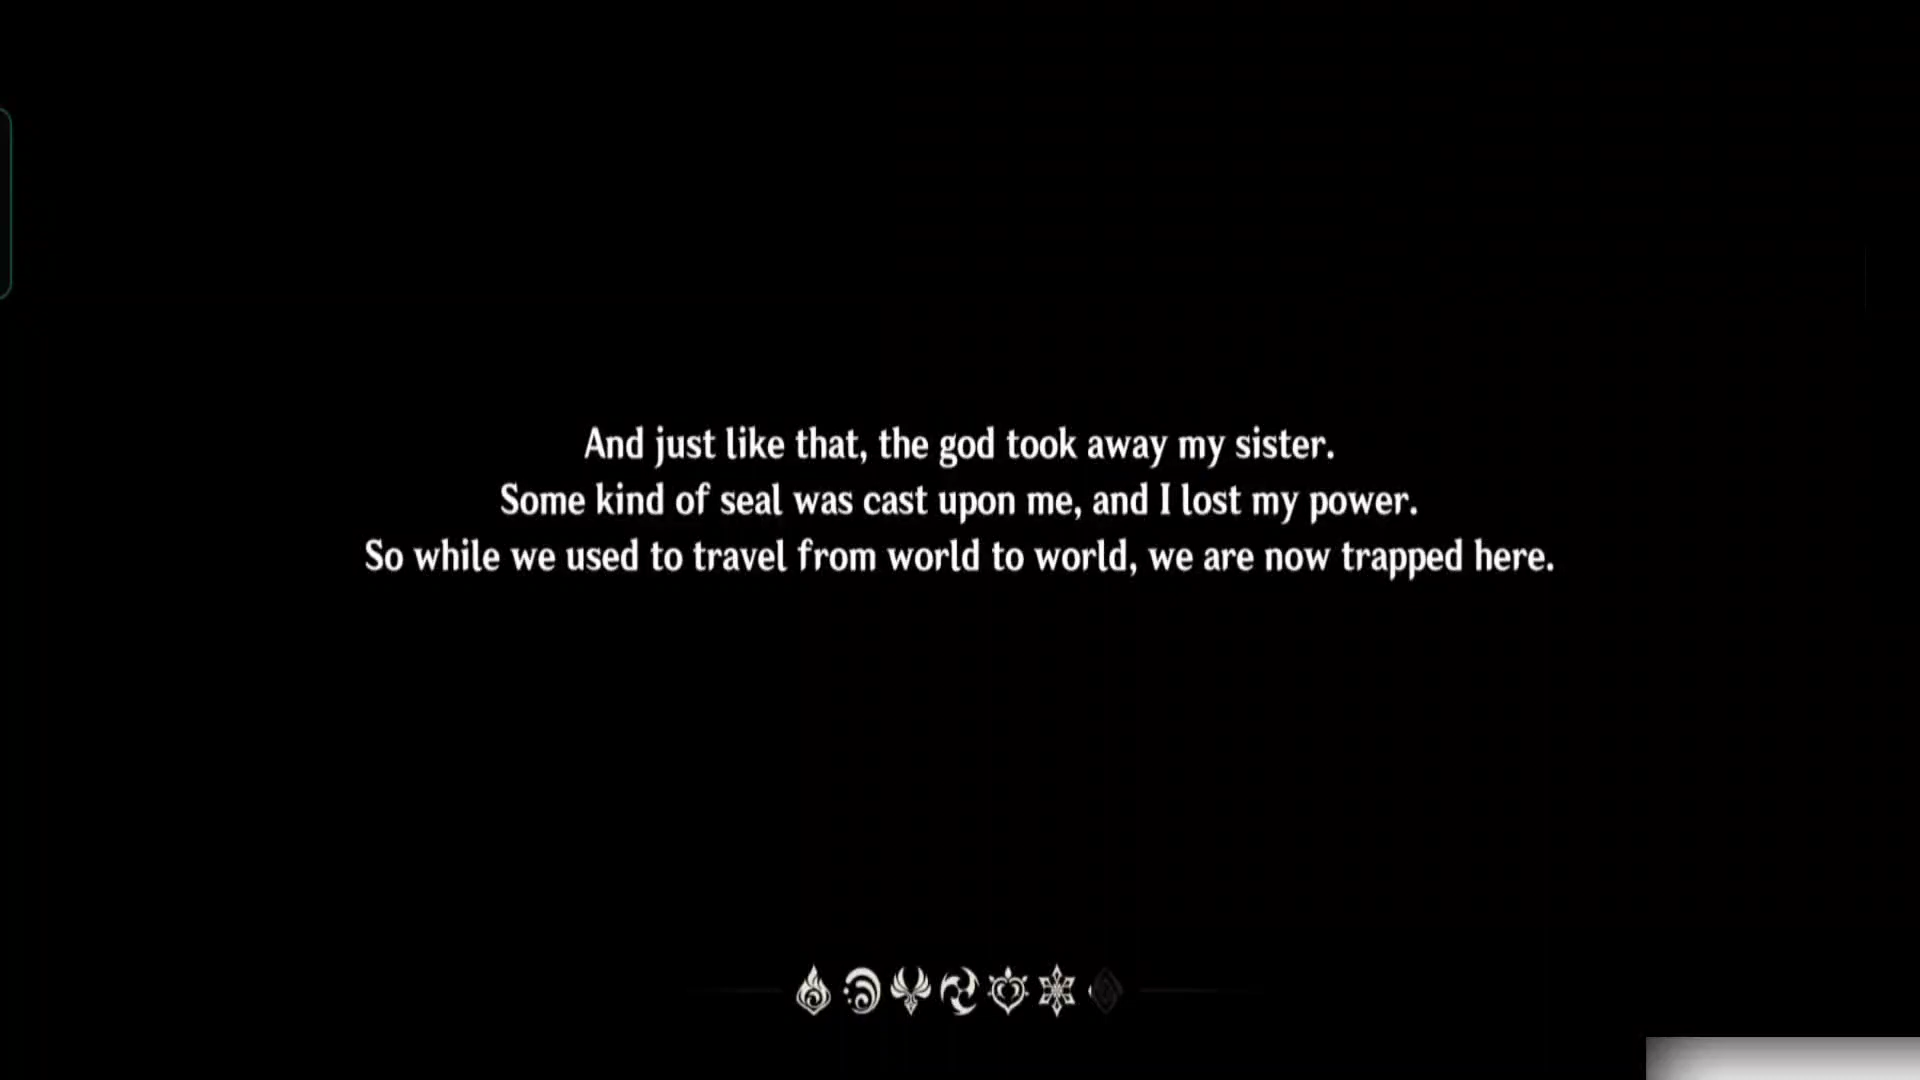 And just like that, the god took away my sister.
Some kind of seal was cast upon me, and I lost my power.
So while we used to travel from world to world, we are now trapped here.